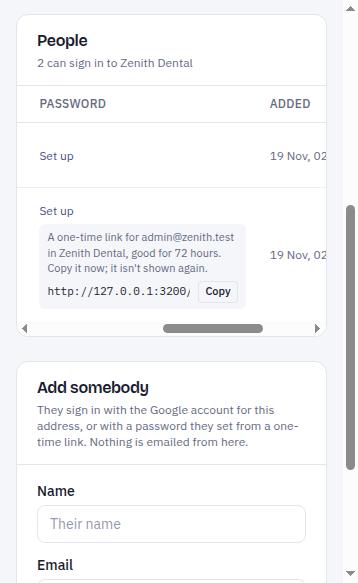 People
2 can sign in to Zenith Dental
PASSWORD ADDED
Set up 19 Nov, 02
Set up
A one-time link for admin@zenith.test
in Zenith Dental, good for 72 hours.
Copy it now; it isn't shown again.
http://127.0.0.1:3200/ Copy
19 Nov, 02
Add somebody
They sign in with the Google account for this
address, or with a password they set from a one-
time link. Nothing is emailed from here.
Name
Their name
Email